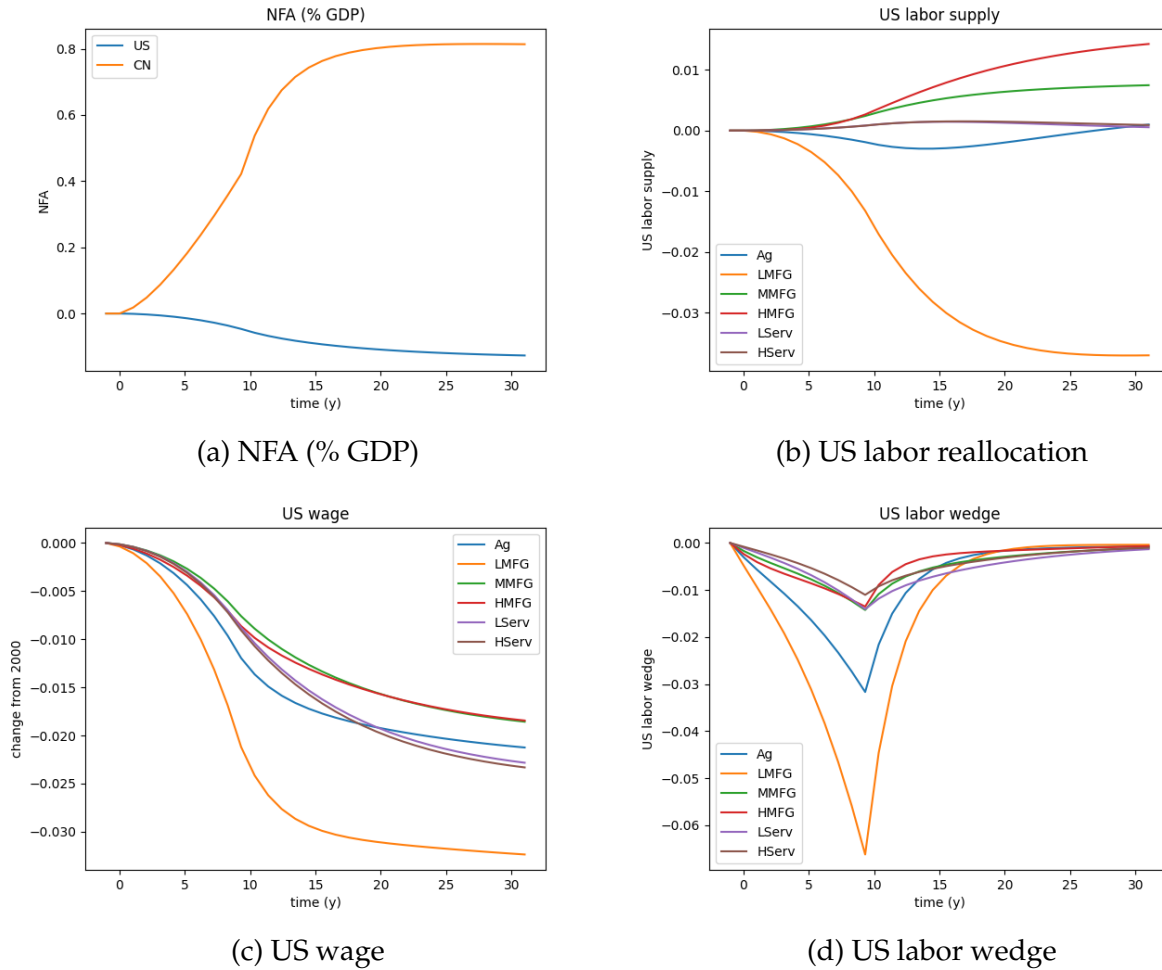 NFA (% GDP)
US
CN
0.8
0.6
0.4
0.2
0.0
NFA
0 5 10 15 20 25 30
time (y)
(a) NFA (% GDP)
US labor supply
0.01
0.00
−0.01
−0.02
−0.03
US labor supply
Ag
LMFG
MMFG
HMFG
LServ
HServ
0 5 10 15 20 25 30
time (y)
(b) US labor reallocation
US wage
0.000
−0.005
−0.010
−0.015
−0.020
−0.025
−0.030
change from 2000
Ag
LMFG
MMFG
HMFG
LServ
HServ
0 5 10 15 20 25 30
time (y)
(c) US wage
US labor wedge
0.00
−0.01
−0.02
−0.03
−0.04
−0.05
−0.06
US labor wedge
Ag
LMFG
MMFG
HMFG
LServ
HServ
0 5 10 15 20 25 30
time (y)
(d) US labor wedge